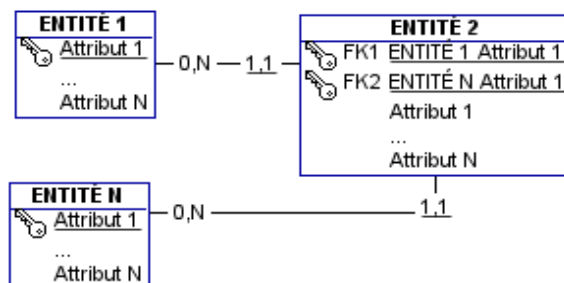 ENTITÉ 1
Attribut 1
...
Attribut N
0,N
1,1
ENTITÉ 2
FK1 ENTITÉ 1 Attribut 1
FK2 ENTITÉ N Attribut 1
Attribut 1
...
Attribut N
ENTITÉ N
Attribut 1
...
Attribut N
0,N
1,1